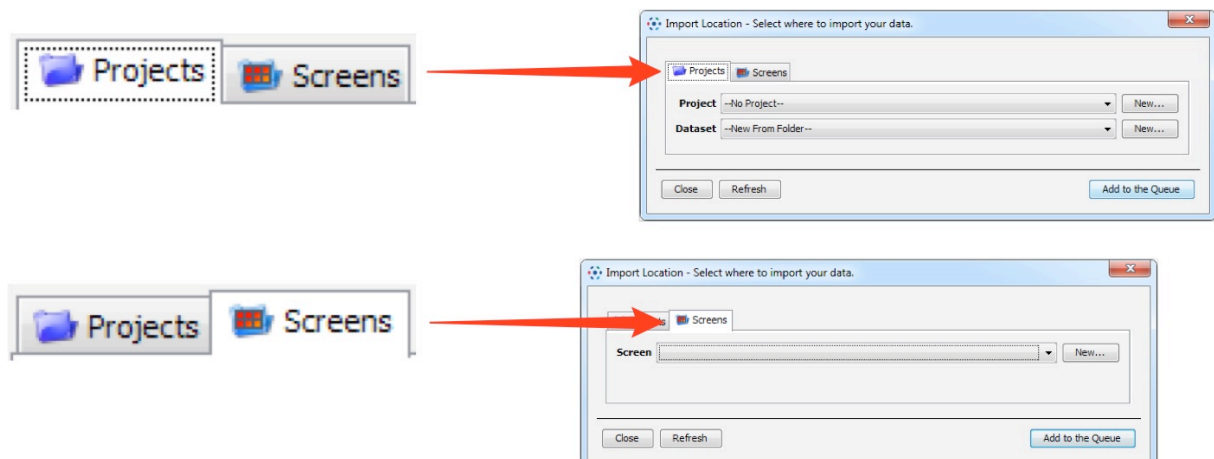 Projects Screens
Import Location - Select where to import your data.
Projects Screens
Project --No Project-- New...
Dataset --New From Folder-- New...
Close Refresh Add to the Queue
Projects Screens
Import Location - Select where to import your data.
Screens
Screen New...
Close Refresh Add to the Queue